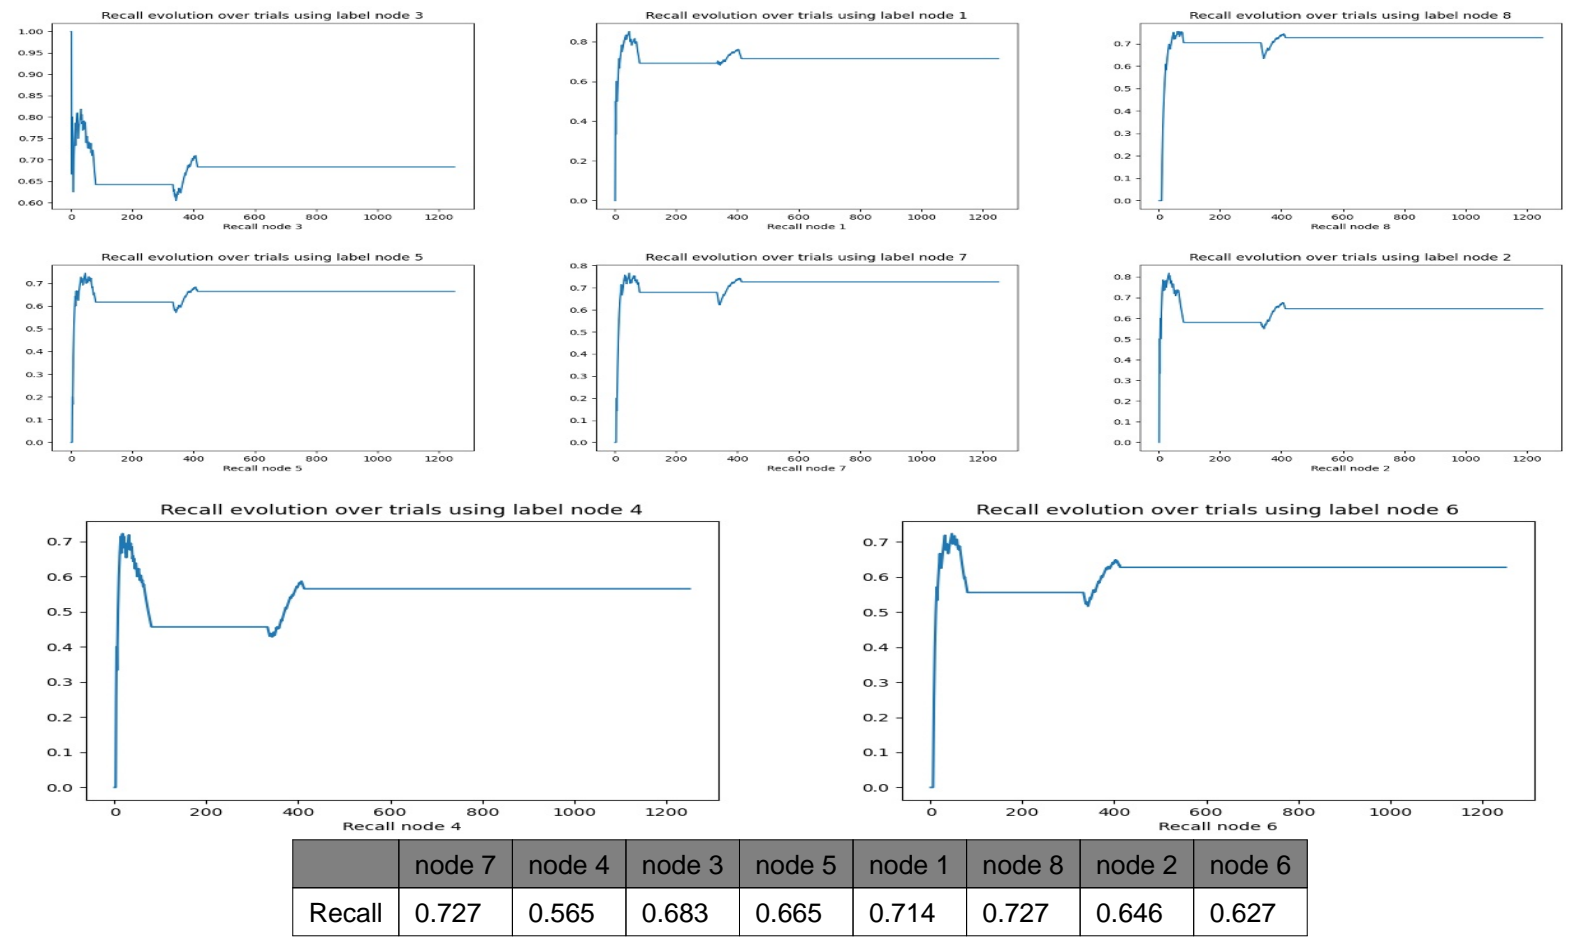 Recall evolution over trials using label node 3
1.00
0.95
0.90
0.85
0.80
0.75
0.70
0.65
0.60
0 200 400 600 800 1000 1200
Recall node 3
Recall evolution over trials using label node 1
0.8
0.6
0.4
0.2
0.0
0 200 400 600 800 1000 1200
Recall node 1
Recall evolution over trials using label node 8
0.7
0.6
0.5
0.4
0.3
0.2
0.1
0.0
0 200 400 600 800 1000 1200
Recall node 8
Recall evolution over trials using label node 5
0.7
0.6
0.5
0.4
0.3
0.2
0.1
0.0
0 200 400 600 800 1000 1200
Recall node 5
Recall evolution over trials using label node 7
0.8
0.7
0.6
0.5
0.4
0.3
0.2
0.1
0.0
0 200 400 600 800 1000 1200
Recall node 7
Recall evolution over trials using label node 2
0.8
0.7
0.6
0.5
0.4
0.3
0.2
0.1
0.0
0 200 400 600 800 1000 1200
Recall node 2
Recall evolution over trials using label node 4
0.7
0.6
0.5
0.4
0.3
0.2
0.1
0.0
0 200 400 600 800 1000 1200
Recall node 4
Recall evolution over trials using label node 6
0.7
0.6
0.5
0.4
0.3
0.2
0.1
0.0
0 200 400 600 800 1000 1200
Recall node 6
node 7 node 4 node 3 node 5 node 1 node 8 node 2 node 6
Recall 0.727 0.565 0.683 0.665 0.714 0.727 0.646 0.627